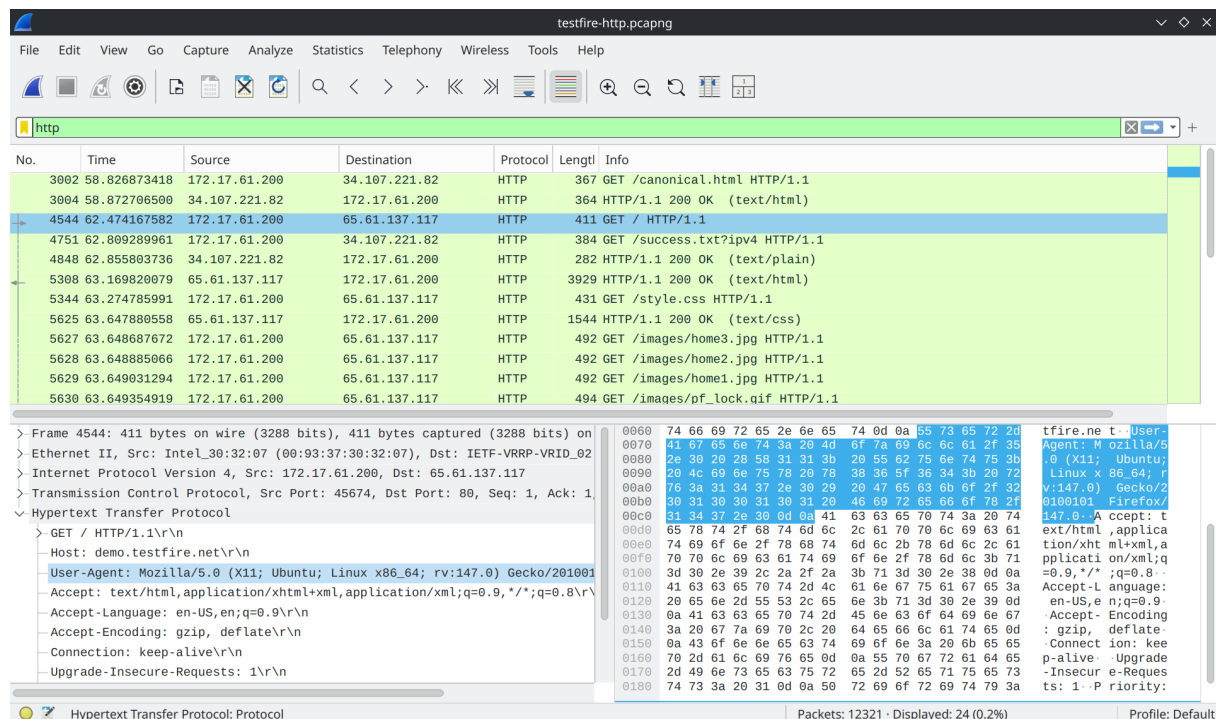 testfire-http.pcapng
File Edit View Go Capture Analyze Statistics Telephony Wireless Tools Help
http
No. Time Source Destination Protocol Lengtl Info
3002 58.826873418 172.17.61.200 34.107.221.82 HTTP 367 GET /canonical.html HTTP/1.1
3004 58.872706500 34.107.221.82 172.17.61.200 HTTP 364 HTTP/1.1 200 OK (text/html)
4544 62.474167582 172.17.61.200 65.61.137.117 HTTP 411 GET / HTTP/1.1
4751 62.809289961 172.17.61.200 34.107.221.82 HTTP 384 GET /success.txt?ipv4 HTTP/1.1
4848 62.855803736 34.107.221.82 172.17.61.200 HTTP 282 HTTP/1.1 200 OK (text/plain)
5308 63.169820079 65.61.137.117 172.17.61.200 HTTP 3929 HTTP/1.1 200 OK (text/html)
5344 63.274785991 172.17.61.200 65.61.137.117 HTTP 431 GET /style.css HTTP/1.1
5625 63.647880558 65.61.137.117 172.17.61.200 HTTP 1544 HTTP/1.1 200 OK (text/css)
5627 63.648687672 172.17.61.200 65.61.137.117 HTTP 492 GET /images/home3.jpg HTTP/1.1
5628 63.648885066 172.17.61.200 65.61.137.117 HTTP 492 GET /images/home2.jpg HTTP/1.1
5629 63.649031294 172.17.61.200 65.61.137.117 HTTP 492 GET /images/home1.jpg HTTP/1.1
5630 63.649354919 172.17.61.200 65.61.137.117 HTTP 494 GET /images/pf_lock.gif HTTP/1.1
Frame 4544: 411 bytes on wire (3288 bits), 411 bytes captured (3288 bits) on
Ethernet II, Src: Intel_30:32:07 (00:93:37:30:32:07), Dst: IETF-VRRP-VRID_02
Internet Protocol Version 4, Src: 172.17.61.200, Dst: 65.61.137.117
Transmission Control Protocol, Src Port: 45674, Dst Port: 80, Seq: 1, Ack: 1,
Hypertext Transfer Protocol
GET / HTTP/1.1\r\n
Host: demo.testfire.net\r\n
User-Agent: Mozilla/5.0 (X11; Ubuntu; Linux x86_64; rv:147.0) Gecko/201001
Accept: text/html,application/xhtml+xml,application/xml;q=0.9,*/*;q=0.8\r\
Accept-Language: en-US,en;q=0.9\r\n
Accept-Encoding: gzip, deflate\r\n
Connection: keep-alive\r\n
Upgrade-Insecure-Requests: 1\r\n
0060 74 66 69 72 65 2e 6e 65 74 0d 0a 55 73 65 72 2d tfire.ne t··User-
0070 41 67 65 6e 74 3a 20 4d 6f 7a 69 6c 6c 61 2f 35 Agent: M ozilla/5
0080 2e 30 20 28 58 31 31 3b 20 55 62 75 6e 74 75 3b .0 (X11; Ubuntu;
0090 20 4c 69 6e 75 78 20 78 38 36 5f 36 34 3b 20 72 Linux x 86_64; r
00a0 76 3a 31 34 37 2e 30 29 20 47 65 63 6b 6f 2f 32 v:147.0) Gecko/2
00b0 30 31 30 30 31 30 31 20 46 69 72 65 66 6f 78 2f 0100101 Firefox/
00c0 31 34 37 2e 30 0d 0a 41 63 63 65 70 74 3a 20 74 147.0··A ccept: t
00d0 65 78 74 2f 68 74 6d 6c 2c 61 70 70 6c 69 63 61 ext/html ,applica
00e0 74 69 6f 6e 2f 78 68 74 6d 6c 2b 78 6d 6c 2c 61 tion/xht ml+xml,a
00f0 70 70 6c 69 63 61 74 69 6f 6e 2f 78 6d 6c 3b 71 pplicati on/xml;q
0100 3d 30 2e 39 2c 2a 2f 2a 3b 71 3d 30 2e 38 0d 0a =0.9,*/* ;q=0.8··
0110 41 63 63 65 70 74 2d 4c 61 6e 67 75 61 67 65 3a Accept-L anguage:
0120 20 65 6e 2d 55 53 2c 65 6e 3b 71 3d 30 2e 39 0d en-US,e n;q=0.9·
0130 0a 41 63 63 65 70 74 2d 45 6e 63 6f 64 69 6e 67 ·Accept- Encoding
0140 3a 20 67 7a 69 70 2c 20 64 65 66 6c 61 74 65 0d : gzip, deflate·
0150 0a 43 6f 6e 6e 65 63 74 69 6f 6e 3a 20 6b 65 65 ·Connect ion: kee
0160 70 2d 61 6c 69 76 65 0d 0a 55 70 67 72 61 64 65 p-alive· ·Upgrade
0170 2d 49 6e 73 65 63 75 72 65 2d 52 65 71 75 65 73 -Insecur e-Reques
0180 74 73 3a 20 31 0d 0a 50 72 69 6f 72 69 74 79 3a ts: 1··P riority:
Hypertext Transfer Protocol: Protocol Packets: 12321 · Displayed: 24 (0.2%) Profile: Default